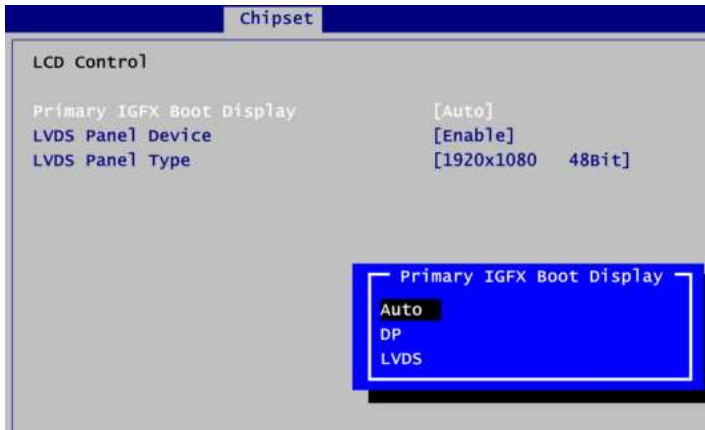 Chipset
LCD Control
Primary IGFX Boot Display [Auto]
LVDS Panel Device [Enable]
LVDS Panel Type [1920x1080 48Bit]
Primary IGFX Boot Display
Auto
DP
LVDS